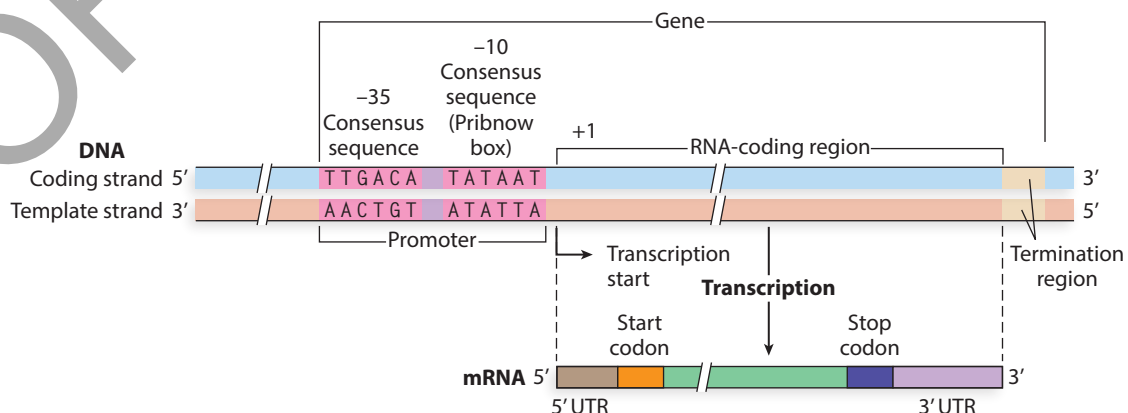 Gene
–10
Consensus
sequence
(Pribnow
box)
–35
Consensus
sequence
+1
RNA-coding region
DNA
Coding strand 5′ TTGACA TATAAT 3′
Template strand 3′ AACTGT ATATTA 5′
Promoter
Transcription
start
Termination
region
Transcription
Start
codon
Stop
codon
mRNA 5′ 3′
5′ UTR 3′ UTR